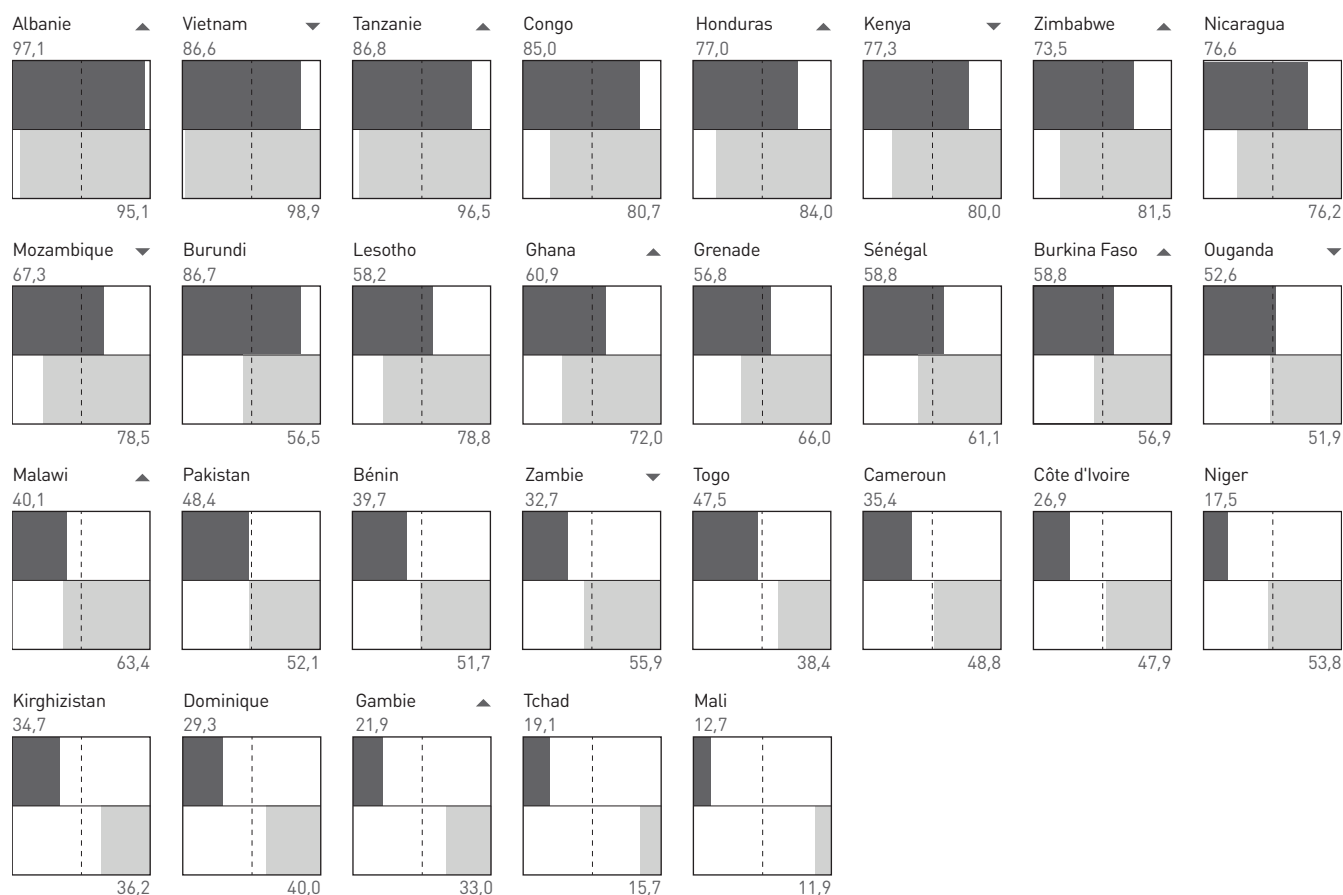 Albanie ▲ Vietnam ▼ Tanzanie ▲ Congo Honduras ▲ Kenya ▼ Zimbabwe ▲ Nicaragua
97,1 86,6 86,8 85,0 77,0 77,3 73,5 76,6
95,1 98,9 96,5 80,7 84,0 80,0 81,5 76,2
Mozambique ▼ Burundi Lesotho Ghana ▲ Grenade Sénégal Burkina Faso ▲ Ouganda ▼
67,3 86,7 58,2 60,9 56,8 58,8 58,8 52,6
78,5 56,5 78,8 72,0 66,0 61,1 56,9 51,9
Malawi ▲ Pakistan Bénin Zambie ▼ Togo Cameroun Côte d'Ivoire Niger
40,1 48,4 39,7 32,7 47,5 35,4 26,9 17,5
63,4 52,1 51,7 55,9 38,4 48,8 47,9 53,8
Kirghizistan Dominique Gambie ▲ Tchad Mali
34,7 29,3 21,9 19,1 12,7
36,2 40,0 33,0 15,7 11,9